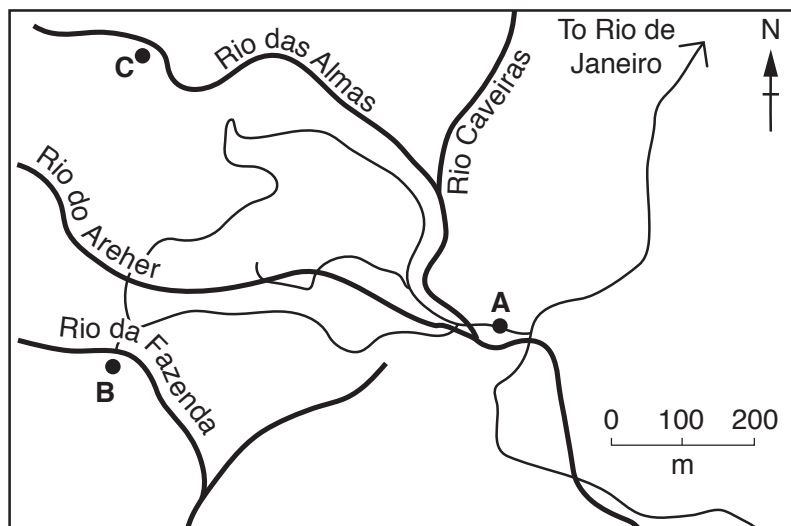 To Rio de
Janeiro
N
C
Rio das Almas
Rio Caveiras
Rio do
Areher
A
Rio da Fazenda
B
0 100 200
m